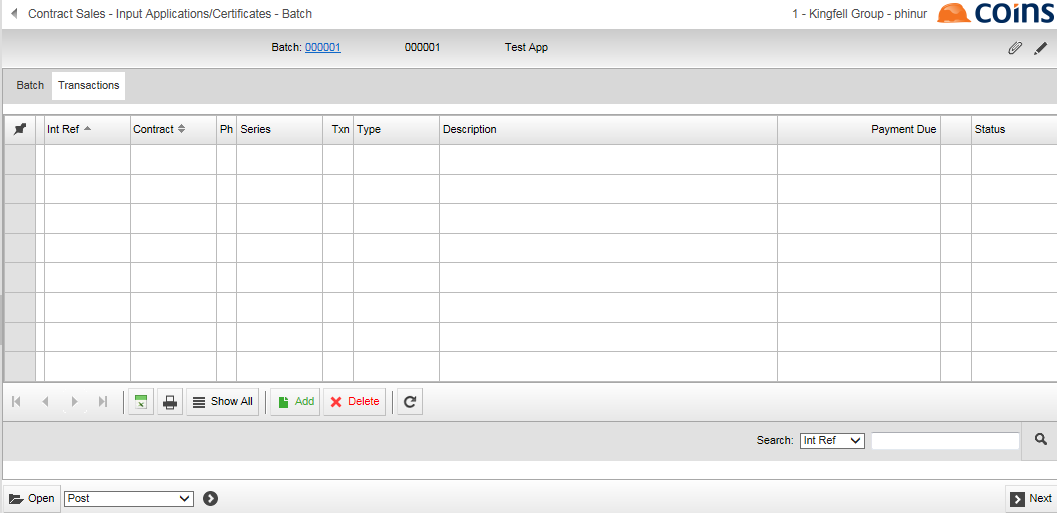 Contract Sales - Input Applications/Certificates - Batch 1 - Kingfell Group - phinur coins
Batch: 000001 000001 Test App
Batch Transactions
Int Ref Contract Ph Series Txn Type Description Payment Due Status
Show All Add Delete
Search: Int Ref
Open Post Next